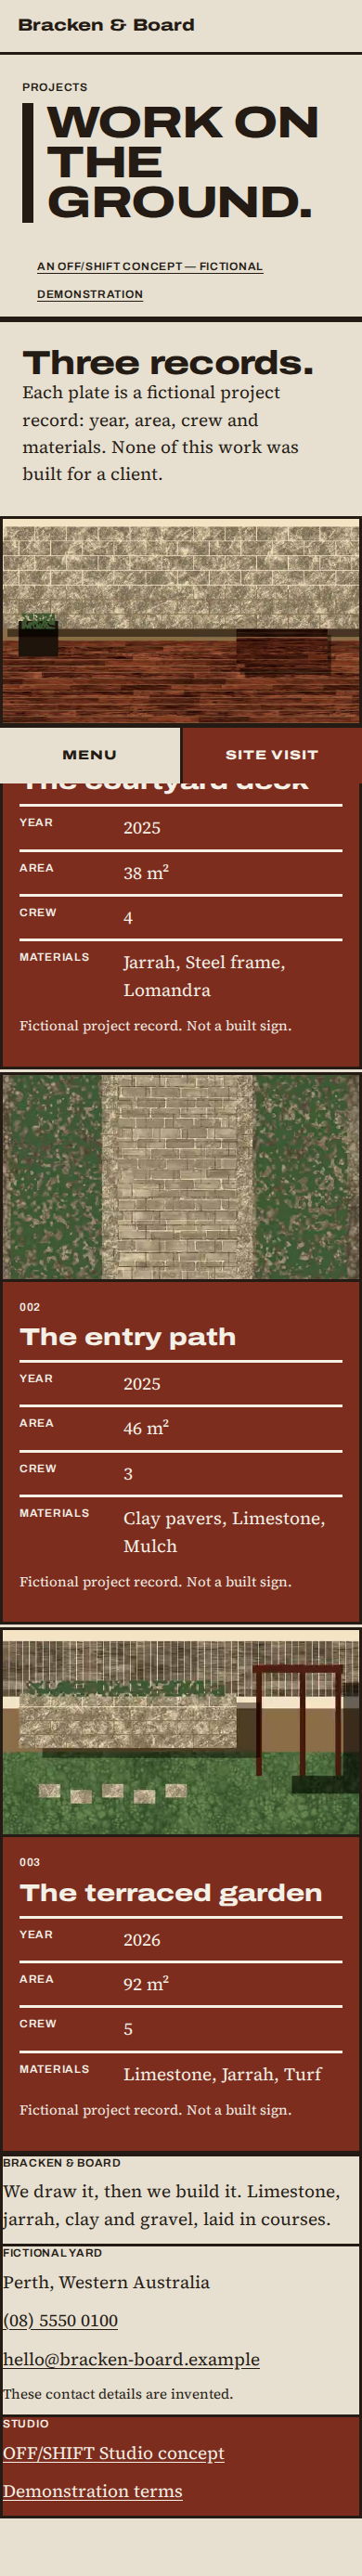 Bracken & Board
PROJECTS
WORK ON
THE
GROUND.
AN OFF/SHIFT CONCEPT — FICTIONAL
DEMONSTRATION
Three records.
Each plate is a fictional project
record: year, area, crew and
materials. None of this work was
built for a client.
MENU
SITE VISIT
The courtyard deck
YEAR
2025
AREA
38 m²
CREW
4
MATERIALS
Jarrah, Steel frame,
Lomandra
Fictional project record. Not a built sign.
002
The entry path
YEAR
2025
AREA
46 m²
CREW
3
MATERIALS
Clay pavers, Limestone,
Mulch
Fictional project record. Not a built sign.
003
The terraced garden
YEAR
2026
AREA
92 m²
CREW
5
MATERIALS
Limestone, Jarrah, Turf
Fictional project record. Not a built sign.
BRACKEN & BOARD
We draw it, then we build it. Limestone,
jarrah, clay and gravel, laid in courses.
FICTIONAL YARD
Perth, Western Australia
(08) 5550 0100
hello@bracken-board.example
These contact details are invented.
STUDIO
OFF/SHIFT Studio concept
Demonstration terms